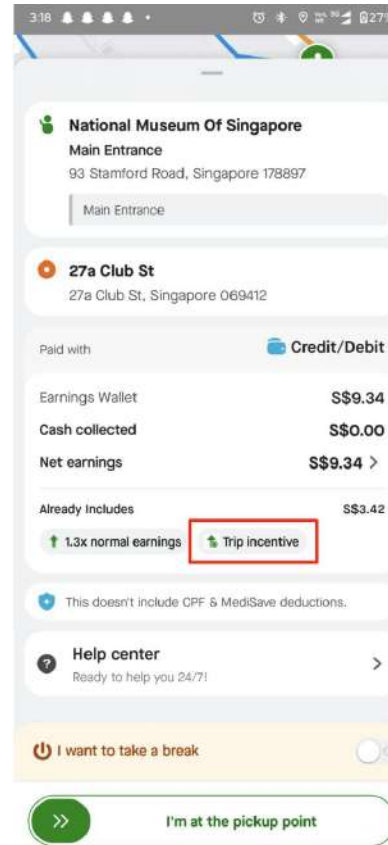 3:18
27%
National Museum Of Singapore
Main Entrance
93 Stamford Road, Singapore 178897
Main Entrance
27a Club St
27a Club St, Singapore 069412
Paid with
Credit/Debit
Earnings Wallet
S$9.34
Cash collected
S$0.00
Net earnings
S$9.34 >
Already Includes
S$3.42
1.3x normal earnings
Trip incentive
This doesn't include CPF & MediSave deductions.
Help center
Ready to help you 24/7!
I want to take a break
I'm at the pickup point